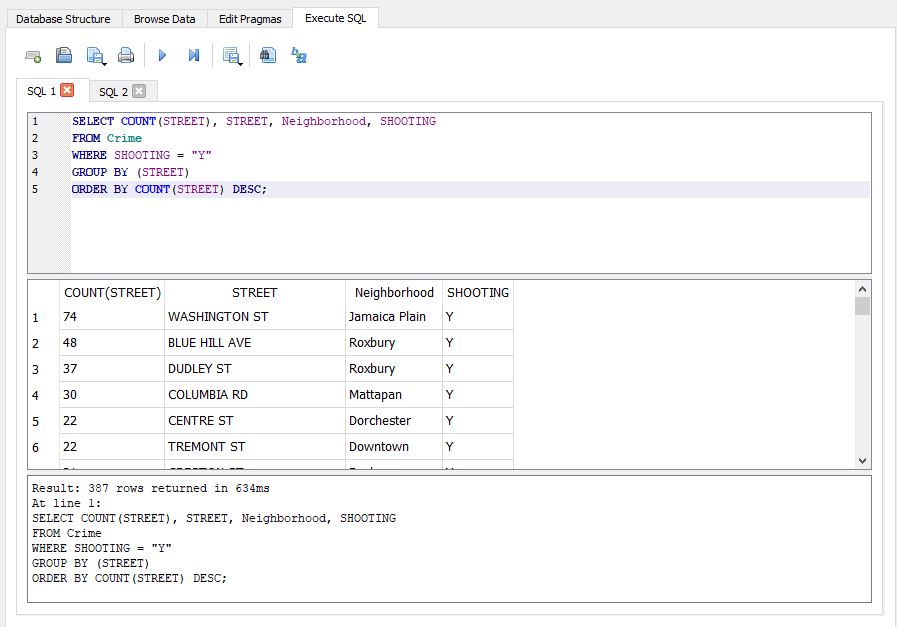 Database Structure Browse Data Edit Pragmas Execute SQL
SQL 1 SQL 2
1 SELECT COUNT(STREET), STREET, Neighborhood, SHOOTING
2 FROM Crime
3 WHERE SHOOTING = "Y"
4 GROUP BY (STREET)
5 ORDER BY COUNT(STREET) DESC;
COUNT(STREET) STREET Neighborhood SHOOTING
1 74 WASHINGTON ST Jamaica Plain Y
2 48 BLUE HILL AVE Roxbury Y
3 37 DUDLEY ST Roxbury Y
4 30 COLUMBIA RD Mattapan Y
5 22 CENTRE ST Dorchester Y
6 22 TREMONT ST Downtown Y
Result: 387 rows returned in 634ms
At line 1:
SELECT COUNT(STREET), STREET, Neighborhood, SHOOTING
FROM Crime
WHERE SHOOTING = "Y"
GROUP BY (STREET)
ORDER BY COUNT(STREET) DESC;